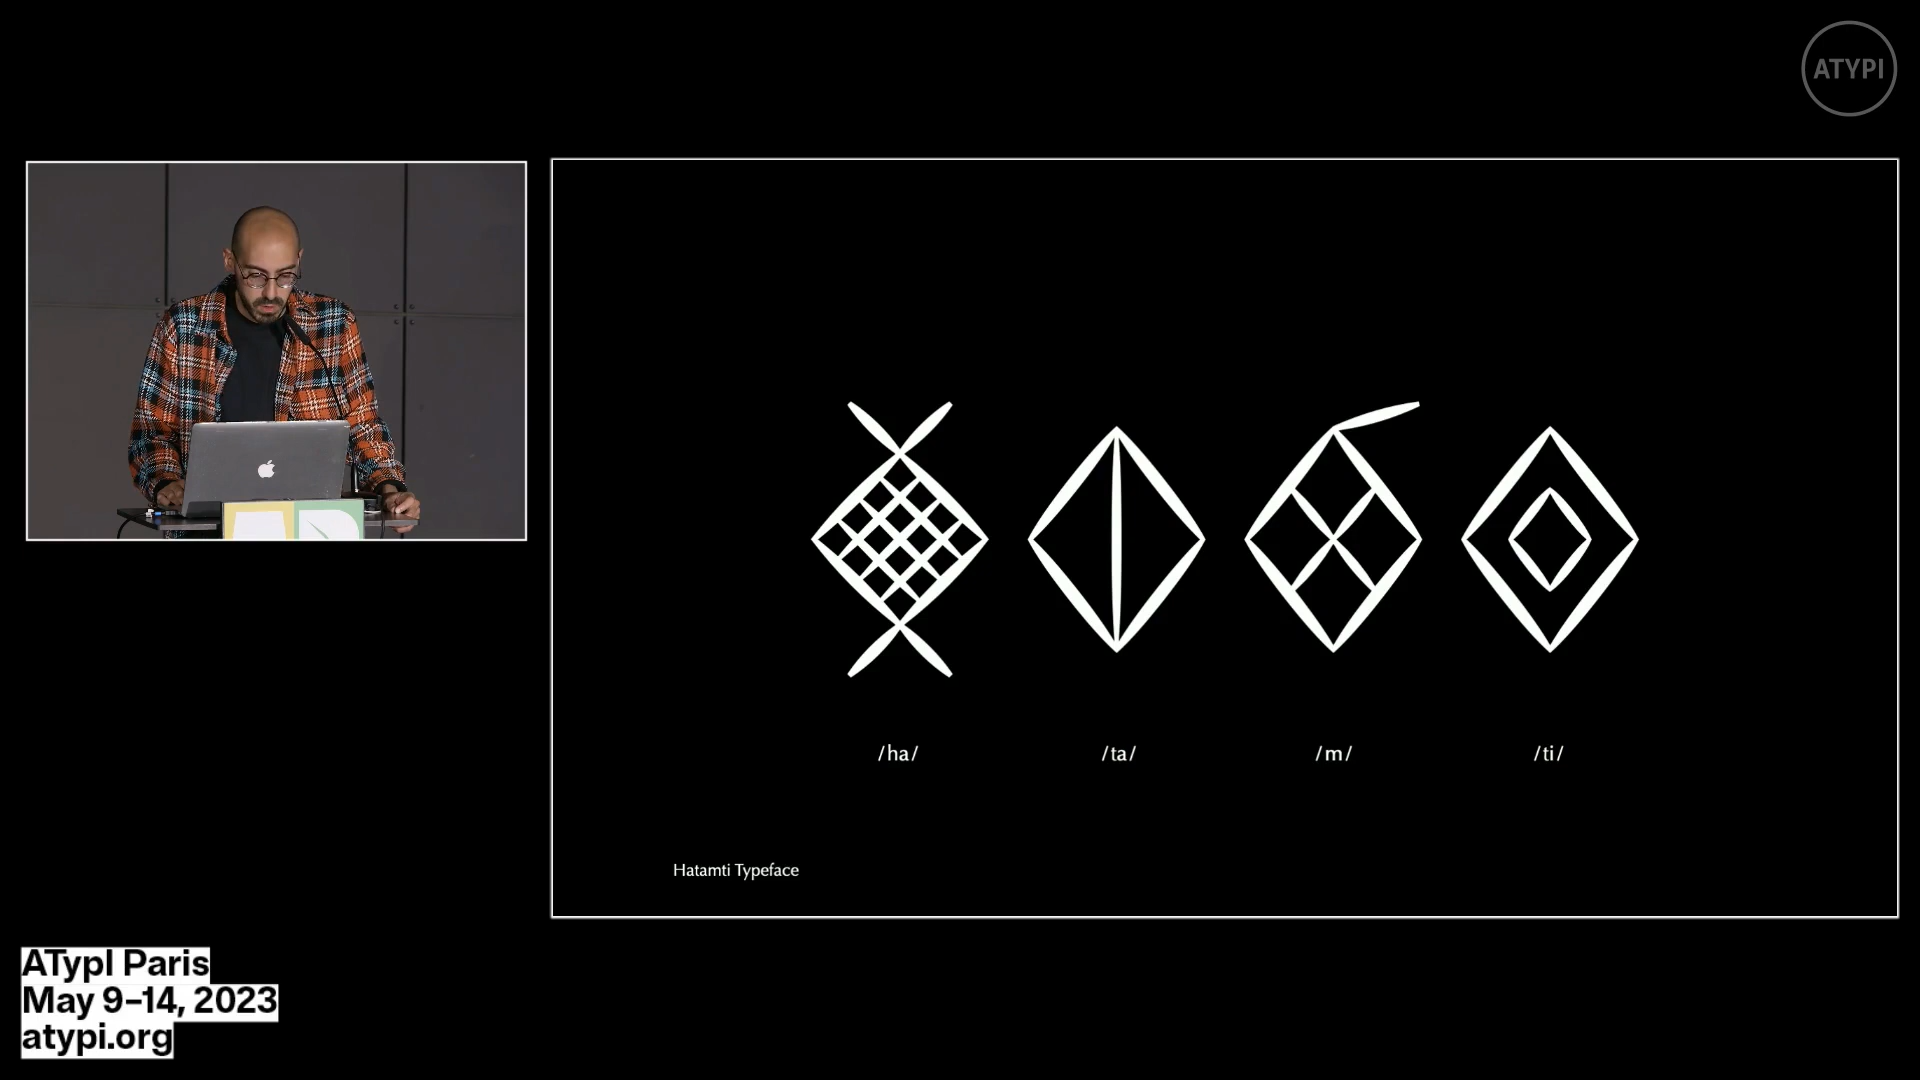 ATYPI
/ha/ /ta/ /m/ /ti/
Hatamti Typeface
ATypI Paris
May 9–14, 2023
atypi.org